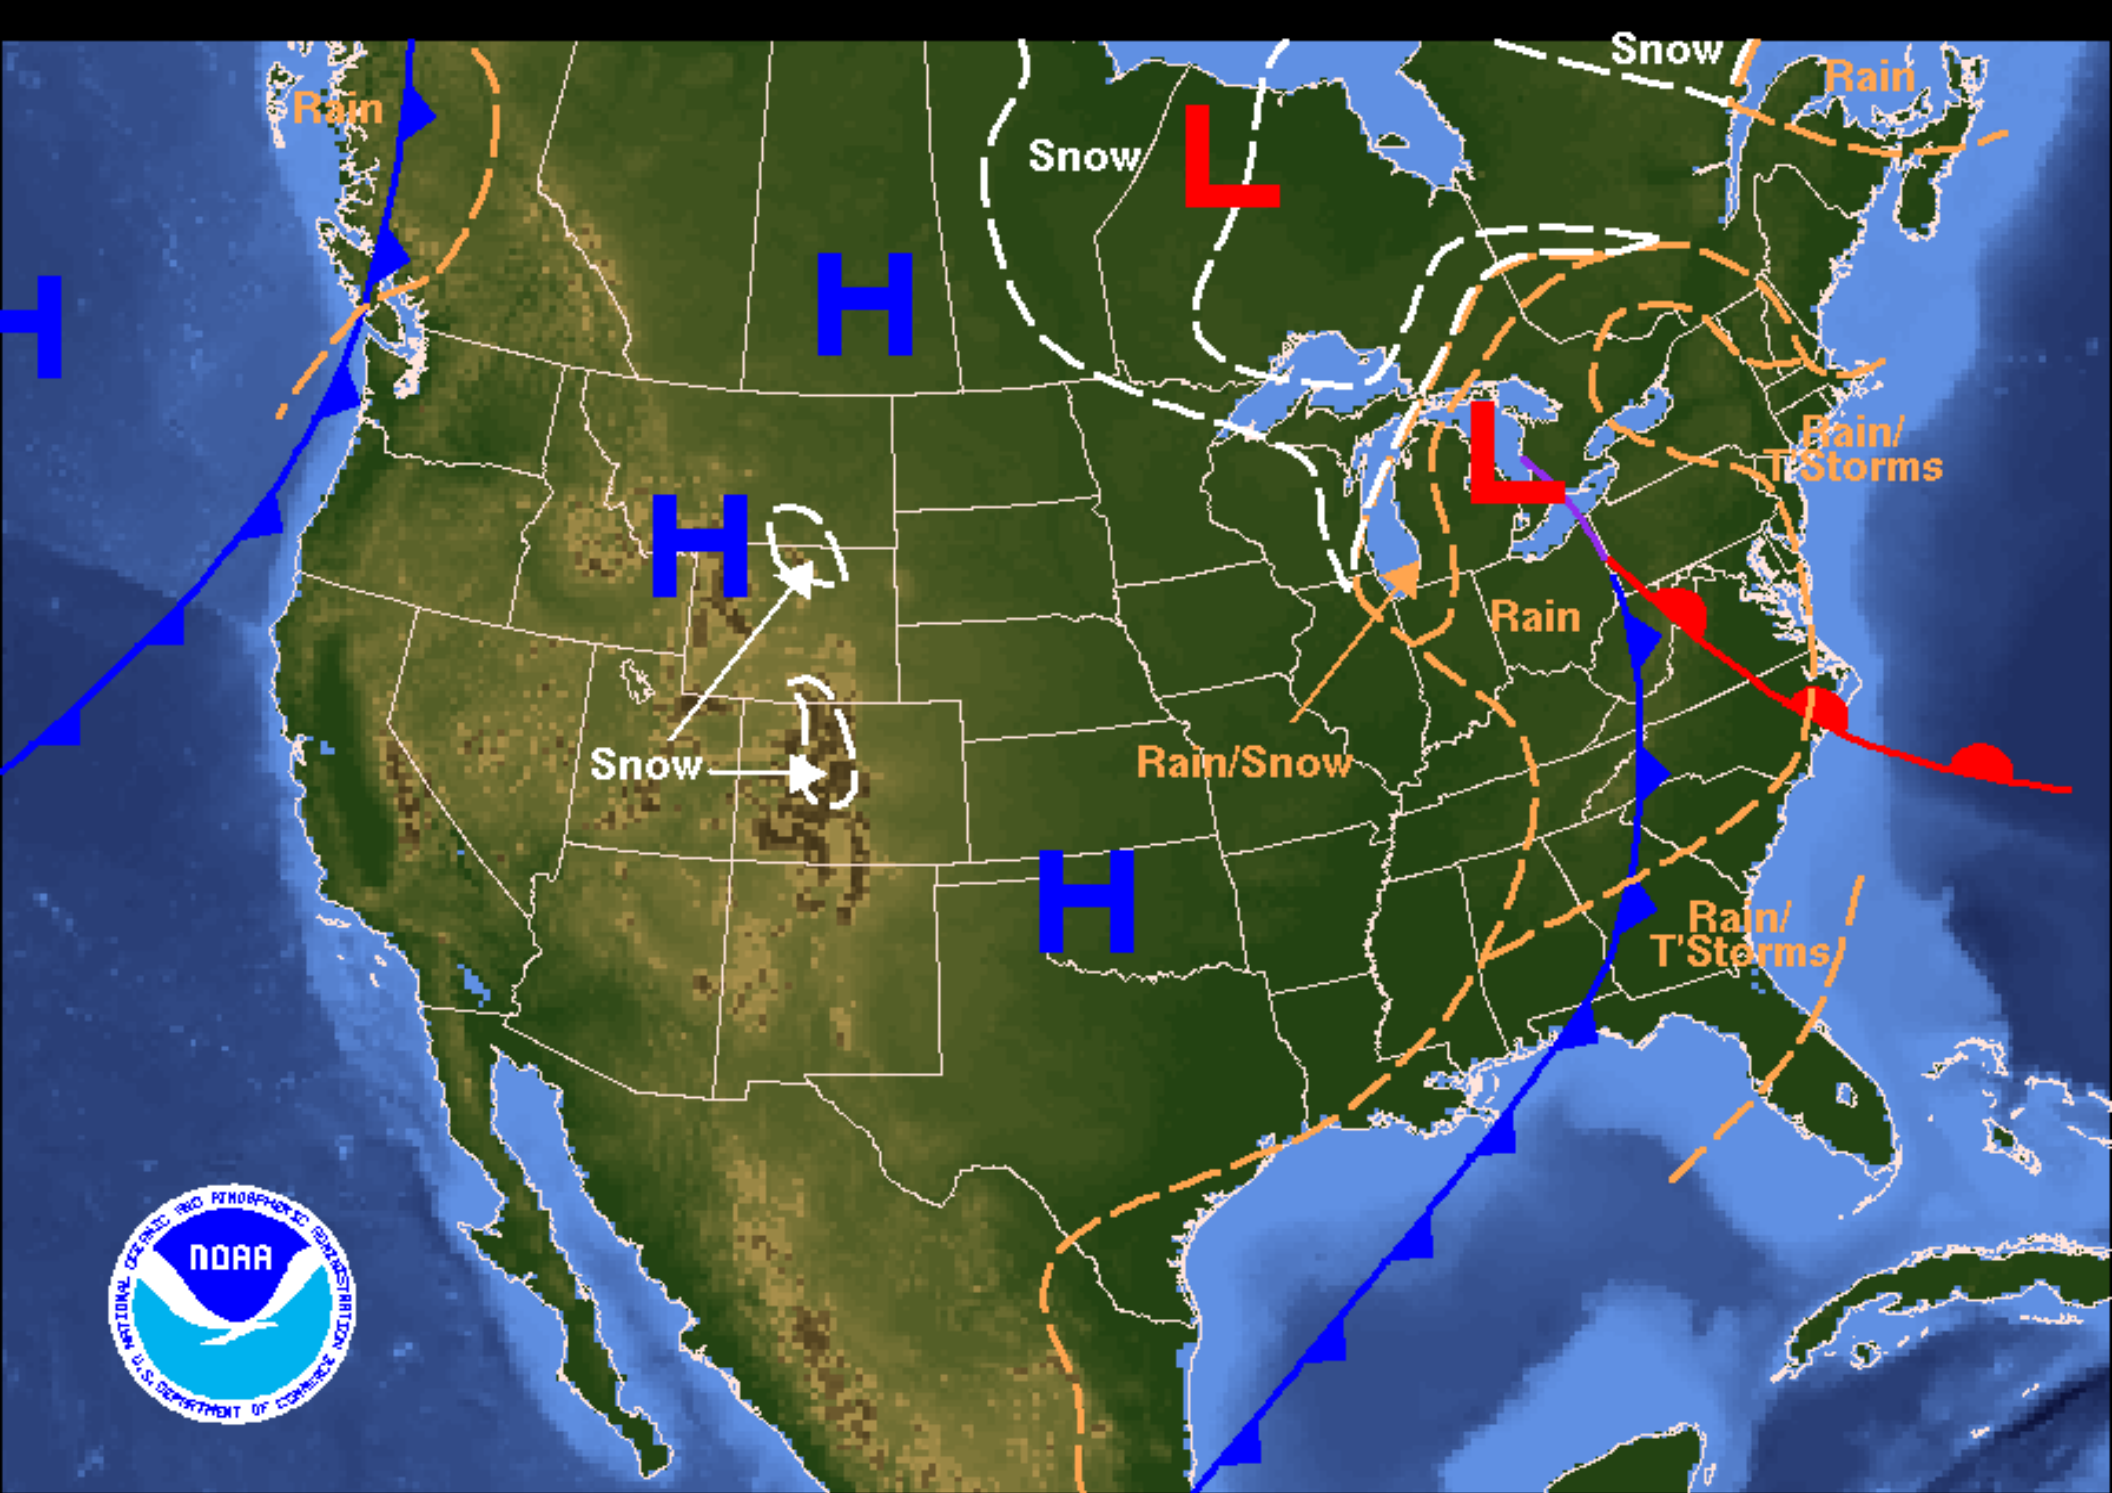 Snow
Rain
Rain
Snow
L
H
H
L
Rain/
T'Storms
H
Rain
Snow
Rain/Snow
H
Rain/
T'Storms
NOAA
NATIONAL OCEANIC AND ATMOSPHERIC ADMINISTRATION
U.S. DEPARTMENT OF COMMERCE